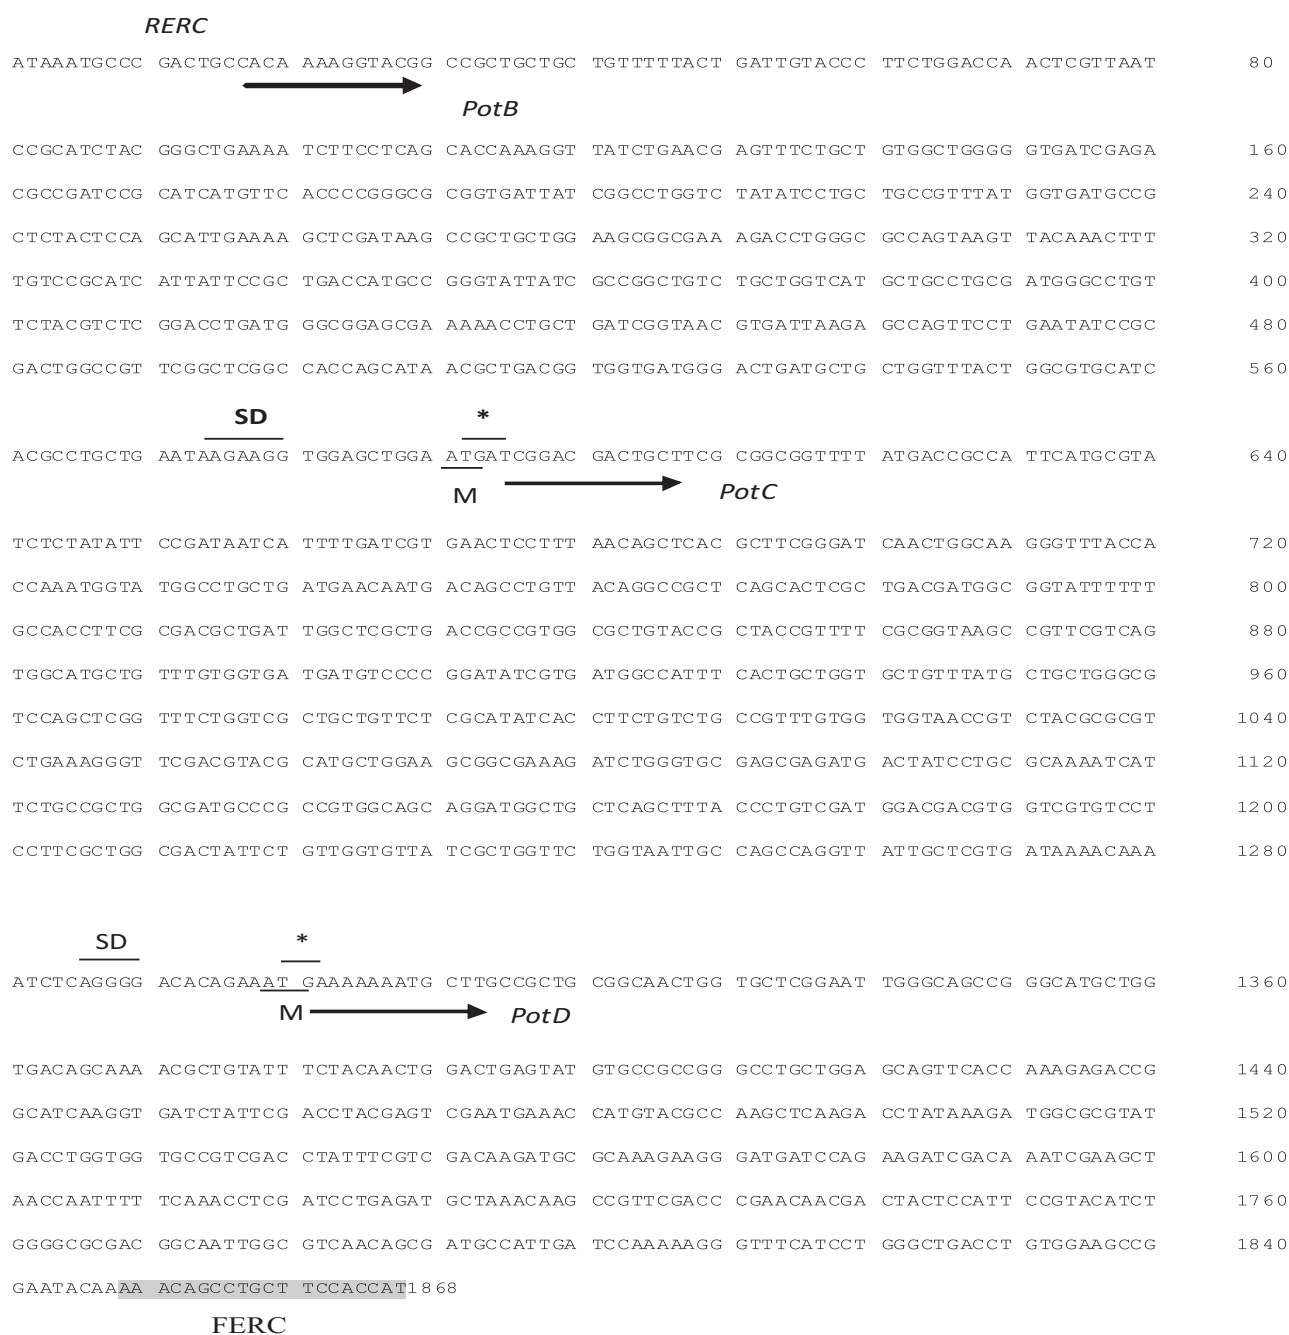 RERC
ATAAATGCCC GACTGCCACA AAAGGTACGG CCGCTGCTGC TGTTTTTACT GATTGTACCC TTCTGGACCA ACTCGTTAAT 80
PotB
CCGCATCTAC GGGCTGAAAA TCTTCCTCAG CACCAAAGGT TATCTGAACG AGTTTCTGCT GTGGCTGGGG GTGATCGAGA 160
CGCCGATCCG CATCATGTTC ACCCCGGGCG CGGTGATTAT CGGCCTGGTC TATATCCTGC TGCCGTTTAT GGTGATGCCG 240
CTCTACTCCA GCATTGAAAA GCTCGATAAG CCGCTGCTGG AAGCGGCGAA AGACCTGGGC GCCAGTAAGT TACAAACTTT 320
TGTCCGCATC ATTATTCCGC TGACCATGCC GGGTATTATC GCCGGCTGTC TGCTGGTCAT GCTGCCTGCG ATGGGCCTGT 400
TCTACGTCTC GGACCTGATG GGCGGAGCGA AAAACCTGCT GATCGGTAAC GTGATTAAGA GCCAGTTCCT GAATATCCGC 480
GACTGGCCGT TCGGCTCGGC CACCAGCATA ACGCTGACGG TGGTGATGGG ACTGATGCTG CTGGTTTACT GGCGTGCATC 560
SD *
ACGCCTGCTG AATAAGAAGG TGGAGCTGGA ATGATCGGAC GACTGCTTCG CGGCGGTTTT ATGACCGCCA TTCATGCGTA 640
M PotC
TCTCTATATT CCGATAATCA TTTTGATCGT GAACTCCTTT AACAGCTCAC GCTTCGGGAT CAACTGGCAA GGGTTTACCA 720
CCAAATGGTA TGGCCTGCTG ATGAACAATG ACAGCCTGTT ACAGGCCGCT CAGCACTCGC TGACGATGGC GGTATTTTTT 800
GCCACCTTCG CGACGCTGAT TGGCTCGCTG ACCGCCGTGG CGCTGTACCG CTACCGTTTT CGCGGTAAGC CGTTCGTCAG 880
TGGCATGCTG TTTGTGGTGA TGATGTCCCC GGATATCGTG ATGGCCATTT CACTGCTGGT GCTGTTTATG CTGCTGGGCG 960
TCCAGCTCGG TTTCTGGTCG CTGCTGTTCT CGCATATCAC CTTCTGTCTG CCGTTTGTGG TGGTAACCGT CTACGCGCGT 1040
CTGAAAGGGT TCGACGTACG CATGCTGGAA GCGGCGAAAG ATCTGGGTGC GAGCGAGATG ACTATCCTGC GCAAAATCAT 1120
TCTGCCGCTG GCGATGCCCG CCGTGGCAGC AGGATGGCTG CTCAGCTTTA CCCTGTCGAT GGACGACGTG GTCGTGTCCT 1200
CCTTCGCTGG CGACTATTCT GTTGGTGTTA TCGCTGGTTC TGGTAATTGC CAGCCAGGTT ATTGCTCGTG ATAAAACAAA 1280
SD *
ATCTCAGGGG ACACAGAAAT GAAAAAAATG CTTGCCGCTG CGGCAACTGG TGCTCGGAAT TGGGCAGCCG GGCATGCTGG 1360
M PotD
TGACAGCAAA ACGCTGTATT TCTACAACTG GACTGAGTAT GTGCCGCCGG GCCTGCTGGA GCAGTTCACC AAAGAGACCG 1440
GCATCAAGGT GATCTATTCG ACCTACGAGT CGAATGAAAC CATGTACGCC AAGCTCAAGA CCTATAAAGA TGGCGCGTAT 1520
GACCTGGTGG TGCCGTCGAC CTATTTCGTC GACAAGATGC GCAAAGAAGG GATGATCCAG AAGATCGACA AATCGAAGCT 1600
AACCAATTTT TCAAACCTCG ATCCTGAGAT GCTAAACAAG CCGTTCGACC CGAACAACGA CTACTCCATT CCGTACATCT 1760
GGGGCGCGAC GGCAATTGGC GTCAACAGCG ATGCCATTGA TCCAAAAAGG GTTTCATCCT GGGCTGACCT GTGGAAGCCG 1840
GAATACAAAA ACAGCCTGCT TCCACCAT1868
FERC